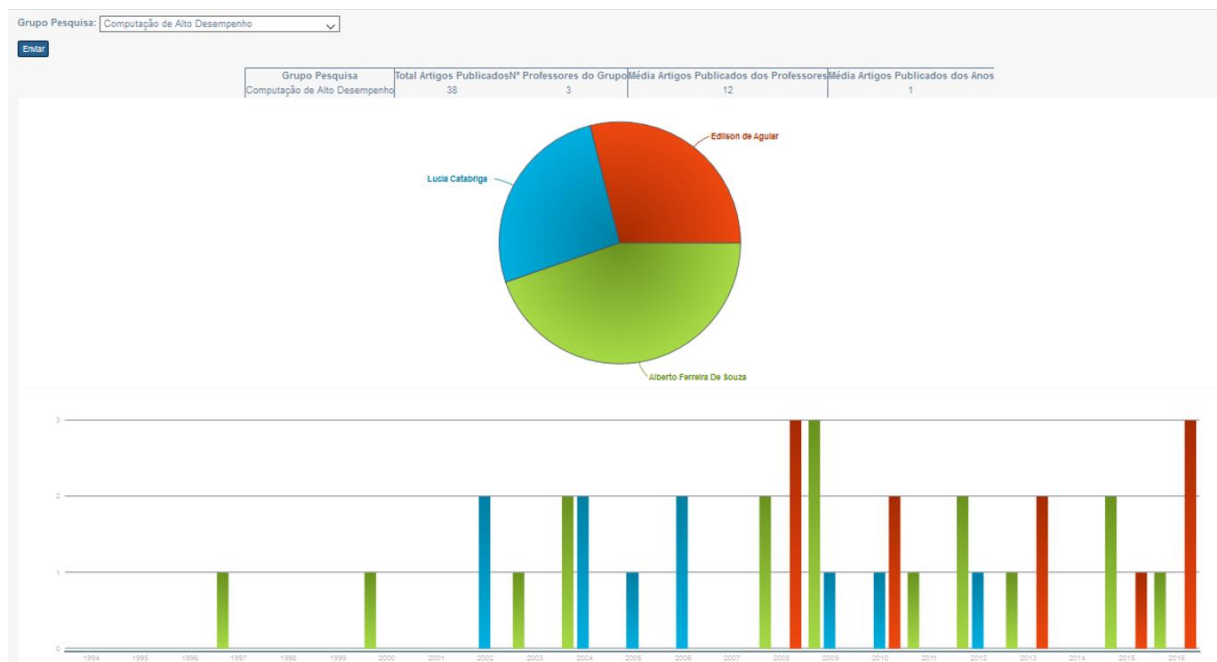 Grupo Pesquisa: Computação de Alto Desempenho
Enviar
Grupo Pesquisa Total Artigos Publicados Nº Professores do Grupo Média Artigos Publicados dos Professores Média Artigos Publicados dos Anos
Computação de Alto Desempenho 38 3 12 1
Edilson de Aguiar
Lucia Catabriga
Alberto Ferreira De Souza
3
2
1
0
1994 1995 1996 1997 1998 1999 2000 2001 2002 2003 2004 2005 2006 2007 2008 2009 2010 2011 2012 2013 2014 2015 2016